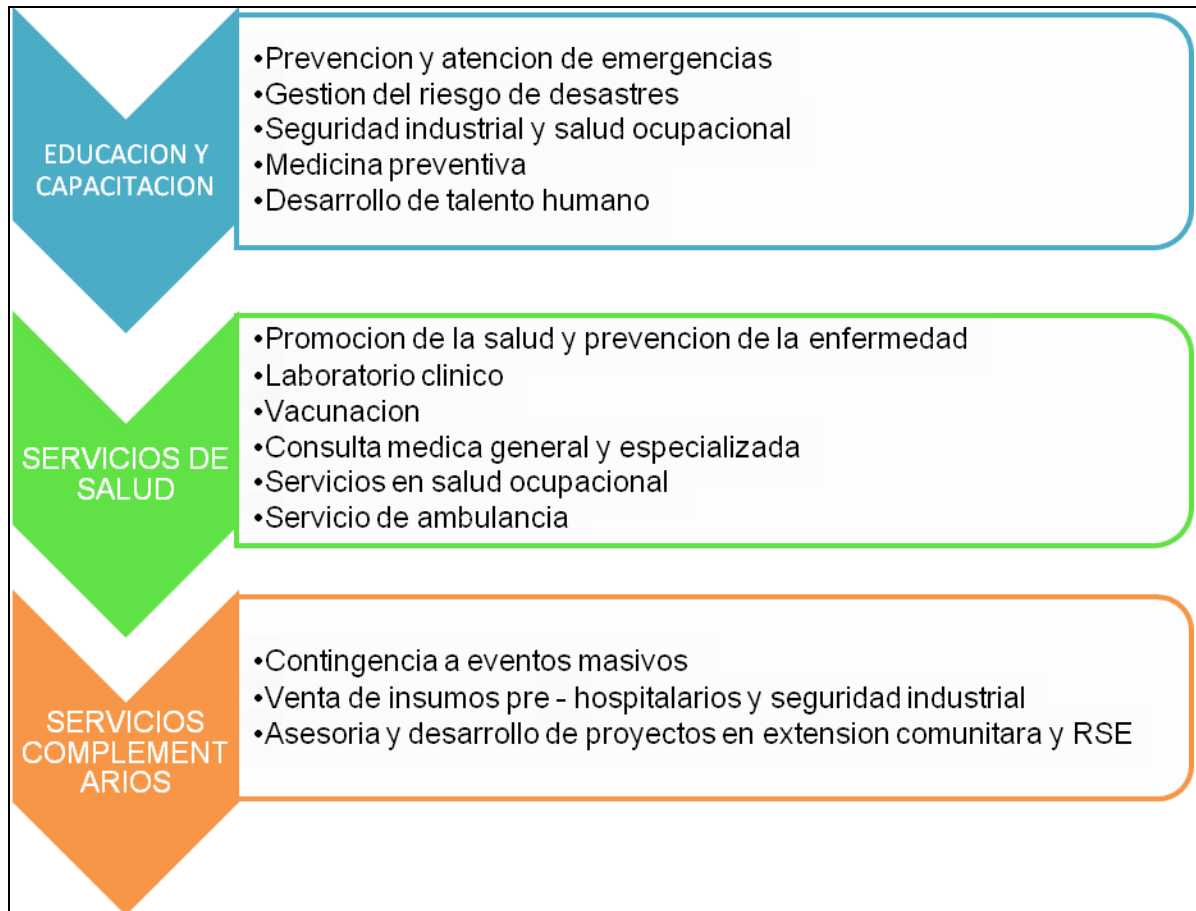 EDUCACION Y
CAPACITACION
•Prevencion y atencion de emergencias
•Gestion del riesgo de desastres
•Seguridad industrial y salud ocupacional
•Medicina preventiva
•Desarrollo de talento humano
SERVICIOS DE
SALUD
•Promocion de la salud y prevencion de la enfermedad
•Laboratorio clinico
•Vacunacion
•Consulta medica general y especializada
•Servicios en salud ocupacional
•Servicio de ambulancia
SERVICIOS
COMPLEMENT
ARIOS
•Contingencia a eventos masivos
•Venta de insumos pre - hospitalarios y seguridad industrial
•Asesoria y desarrollo de proyectos en extension comunitara y RSE